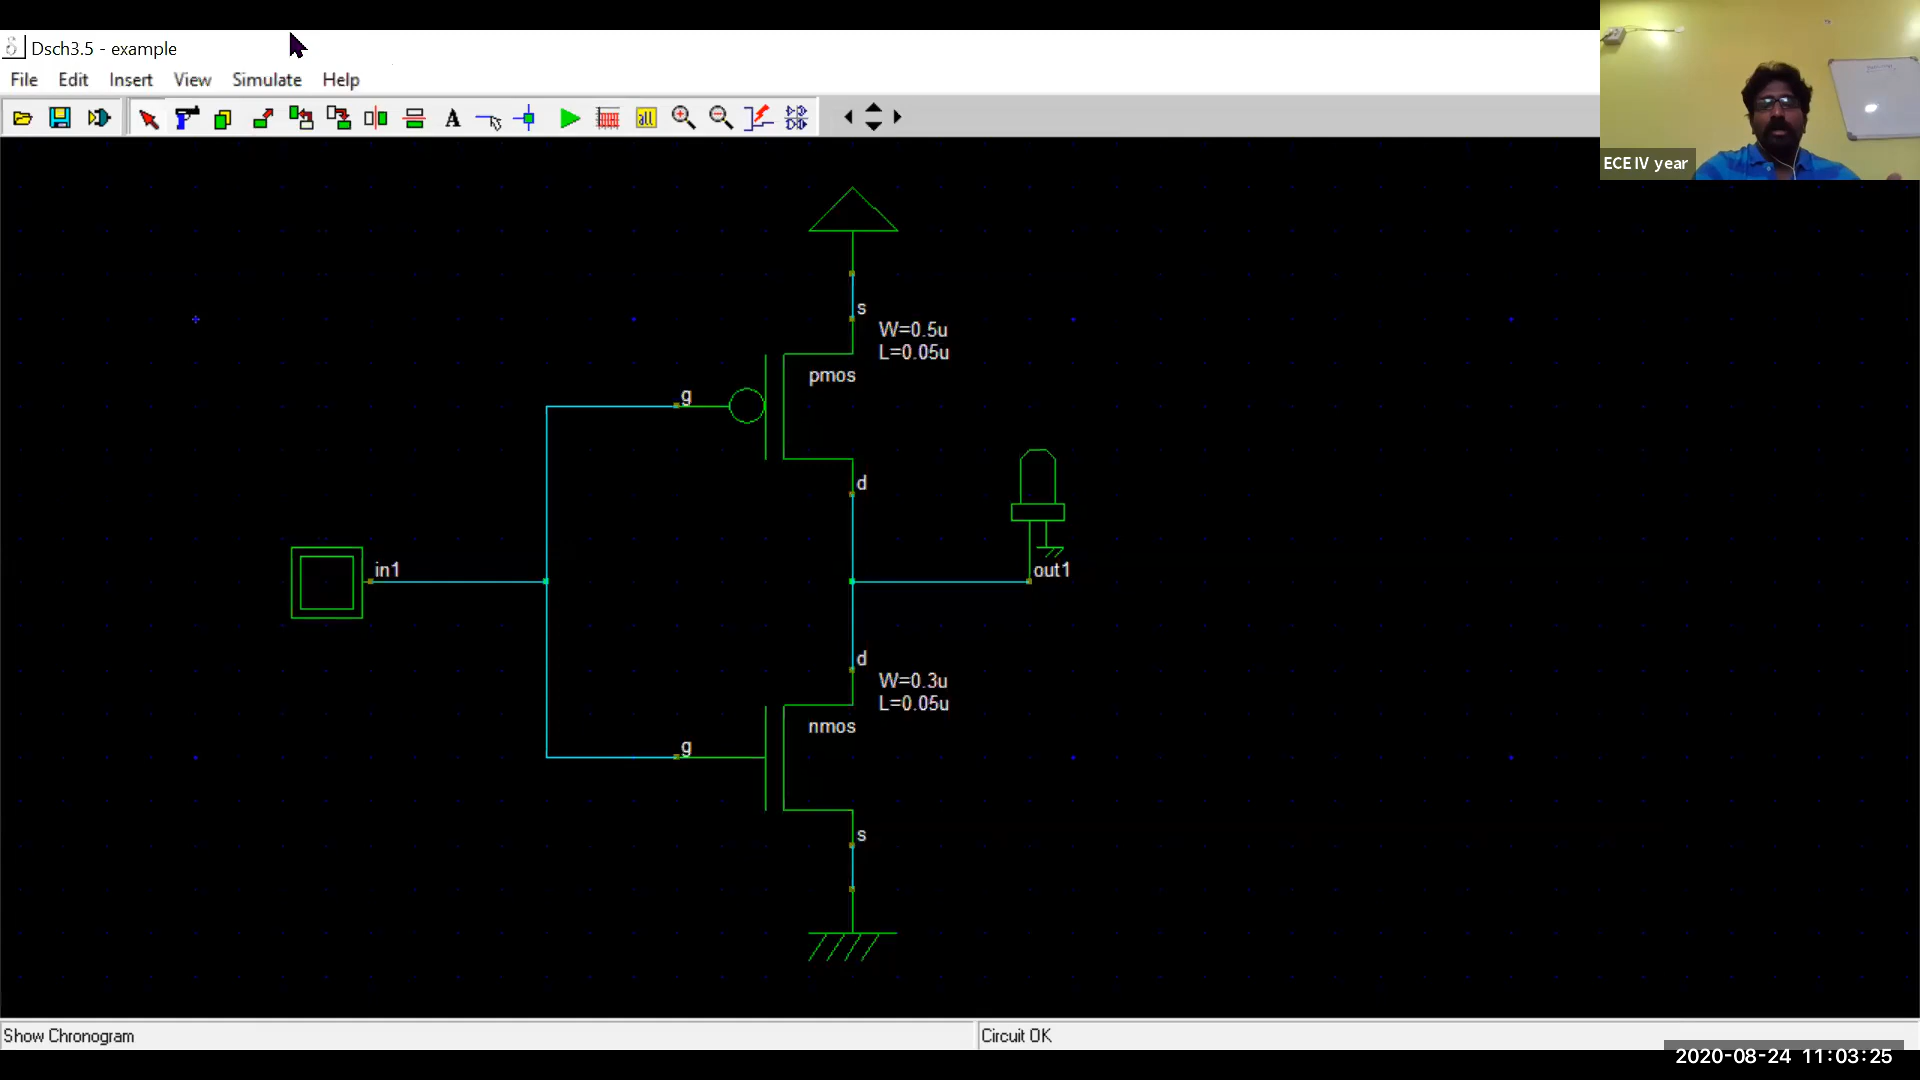 Dsch3.5 - example
File Edit Insert View Simulate Help
A
all
ECE IV year
s
W=0.5u
L=0.05u
pmos
g
d
in1
out1
d
W=0.3u
L=0.05u
nmos
g
s
Show Chronogram
Circuit OK
2020-08-24 11:03:25